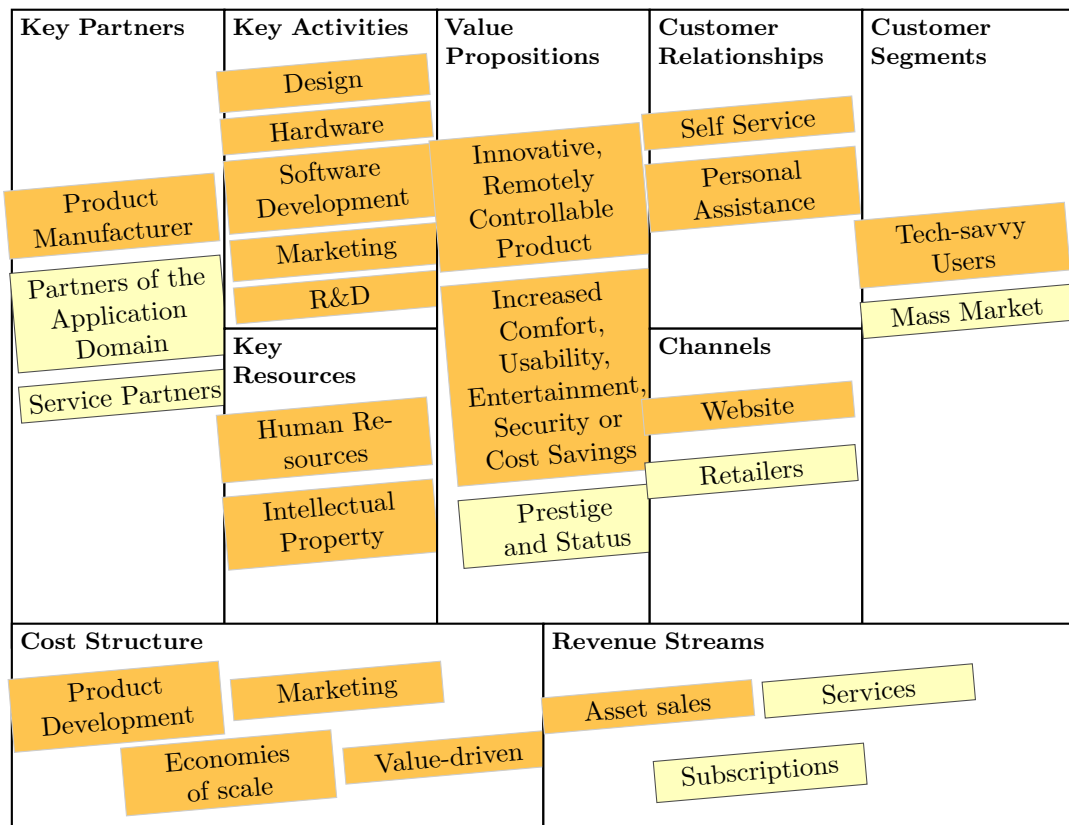 Key Partners
Product
Manufacturer
Partners of the
Application
Domain
Service Partners
Key Activities
Design
Hardware
Software
Development
Marketing
R&D
Key
Resources
Human Re-
sources
Intellectual
Property
Value
Propositions
Innovative,
Remotely
Controllable
Product
Increased
Comfort,
Usability,
Entertainment,
Security or
Cost Savings
Prestige
and Status
Customer
Relationships
Self Service
Personal
Assistance
Channels
Website
Retailers
Customer
Segments
Tech-savvy
Users
Mass Market
Cost Structure
Product
Development
Marketing
Economies
of scale
Value-driven
Revenue Streams
Asset sales
Services
Subscriptions